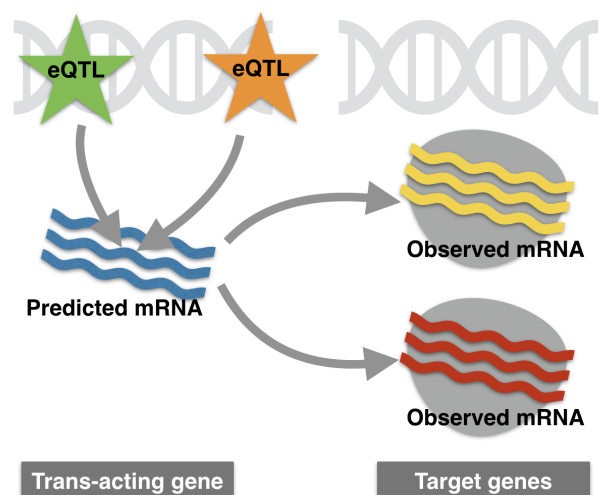 eQTL
eQTL
Observed mRNA
Predicted mRNA
Observed mRNA
Trans-acting gene
Target genes